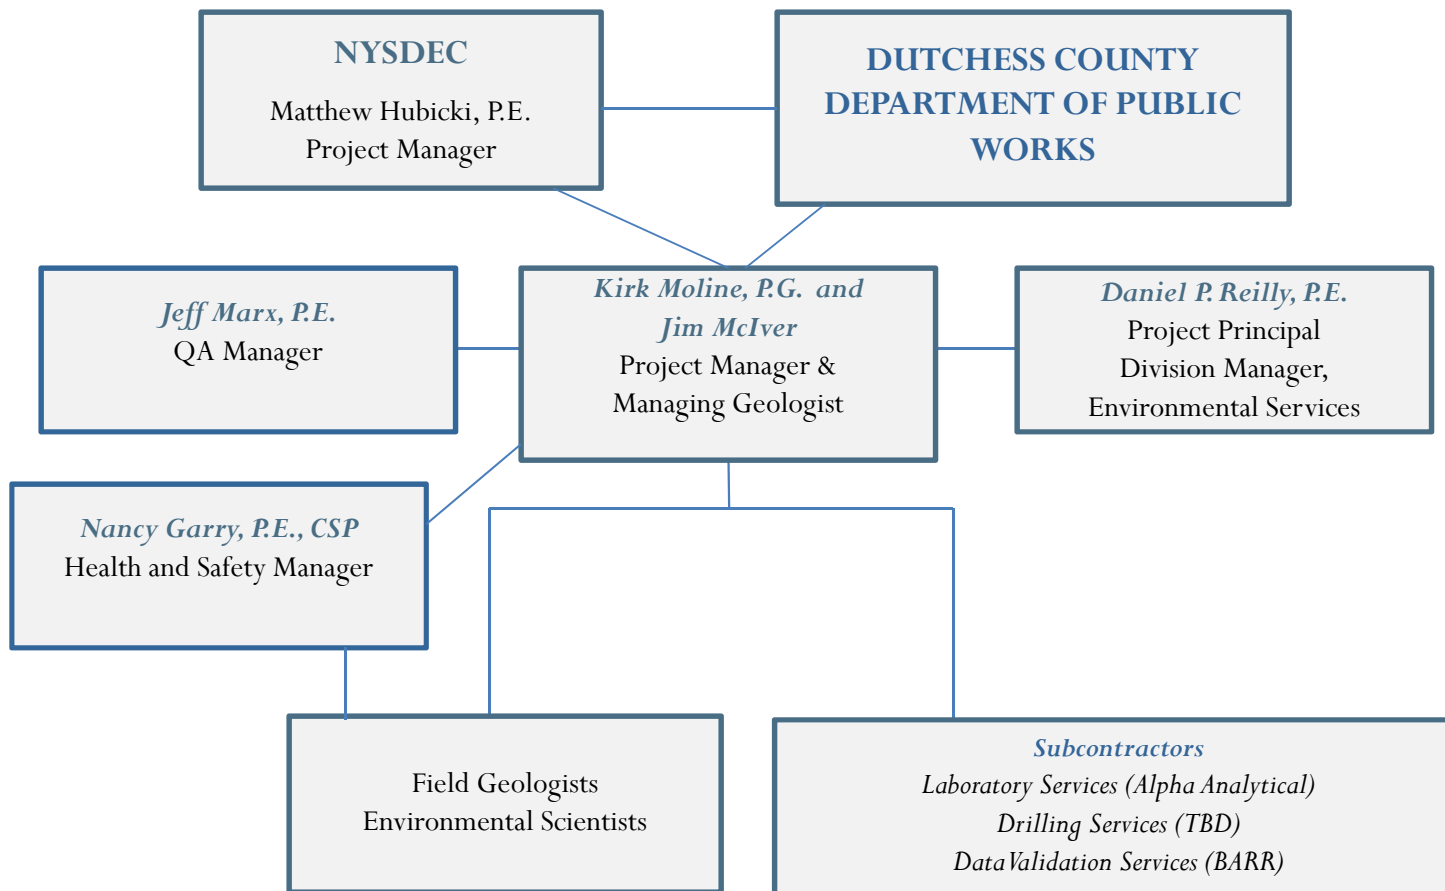 NYSDEC
Matthew Hubicki, P.E.
Project Manager
DUTCHESS COUNTY
DEPARTMENT OF PUBLIC
WORKS
Jeff Marx, P.E.
QA Manager
Kirk Moline, P.G. and
Jim McIver
Project Manager &
Managing Geologist
Daniel P. Reilly, P.E.
Project Principal
Division Manager,
Environmental Services
Nancy Garry, P.E., CSP
Health and Safety Manager
Field Geologists
Environmental Scientists
Subcontractors
Laboratory Services (Alpha Analytical)
Drilling Services (TBD)
Data Validation Services (BARR)